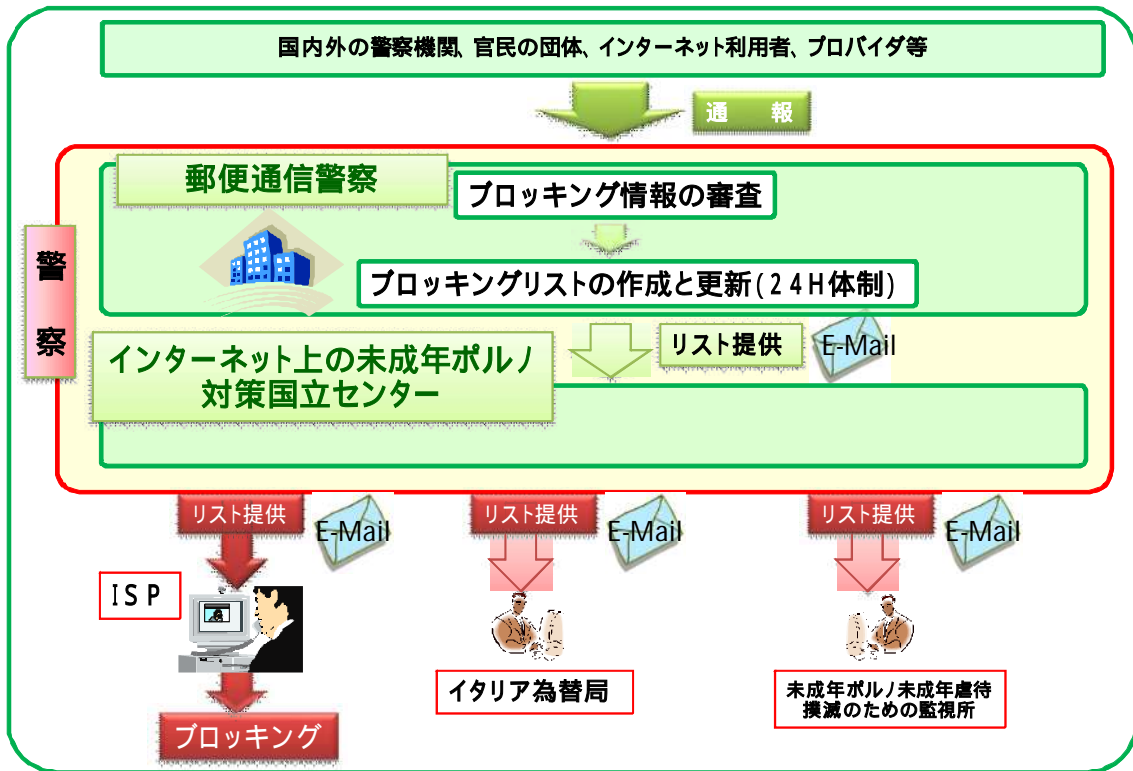 国内外の警察機関、官民の団体、インターネット利用者、プロバイダ等
通　報
郵便通信警察
ブロッキング情報の審査
警
察
ブロッキングリストの作成と更新(24H体制)
リスト提供
E-Mail
インターネット上の未成年ポルノ
対策国立センター
リスト提供
E-Mail
リスト提供
E-Mail
リスト提供
E-Mail
ISP
イタリア為替局
未成年ポルノ未成年虐待
撲滅のための監視所
ブロッキング